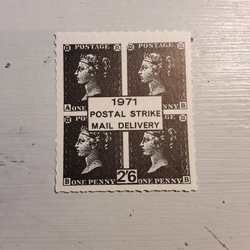 POSTAGE POSTAGE
1971
POSTAL STRIKE
MAIL DELIVERY
A ONE PENNY B
B ONE PENNY B
2/6